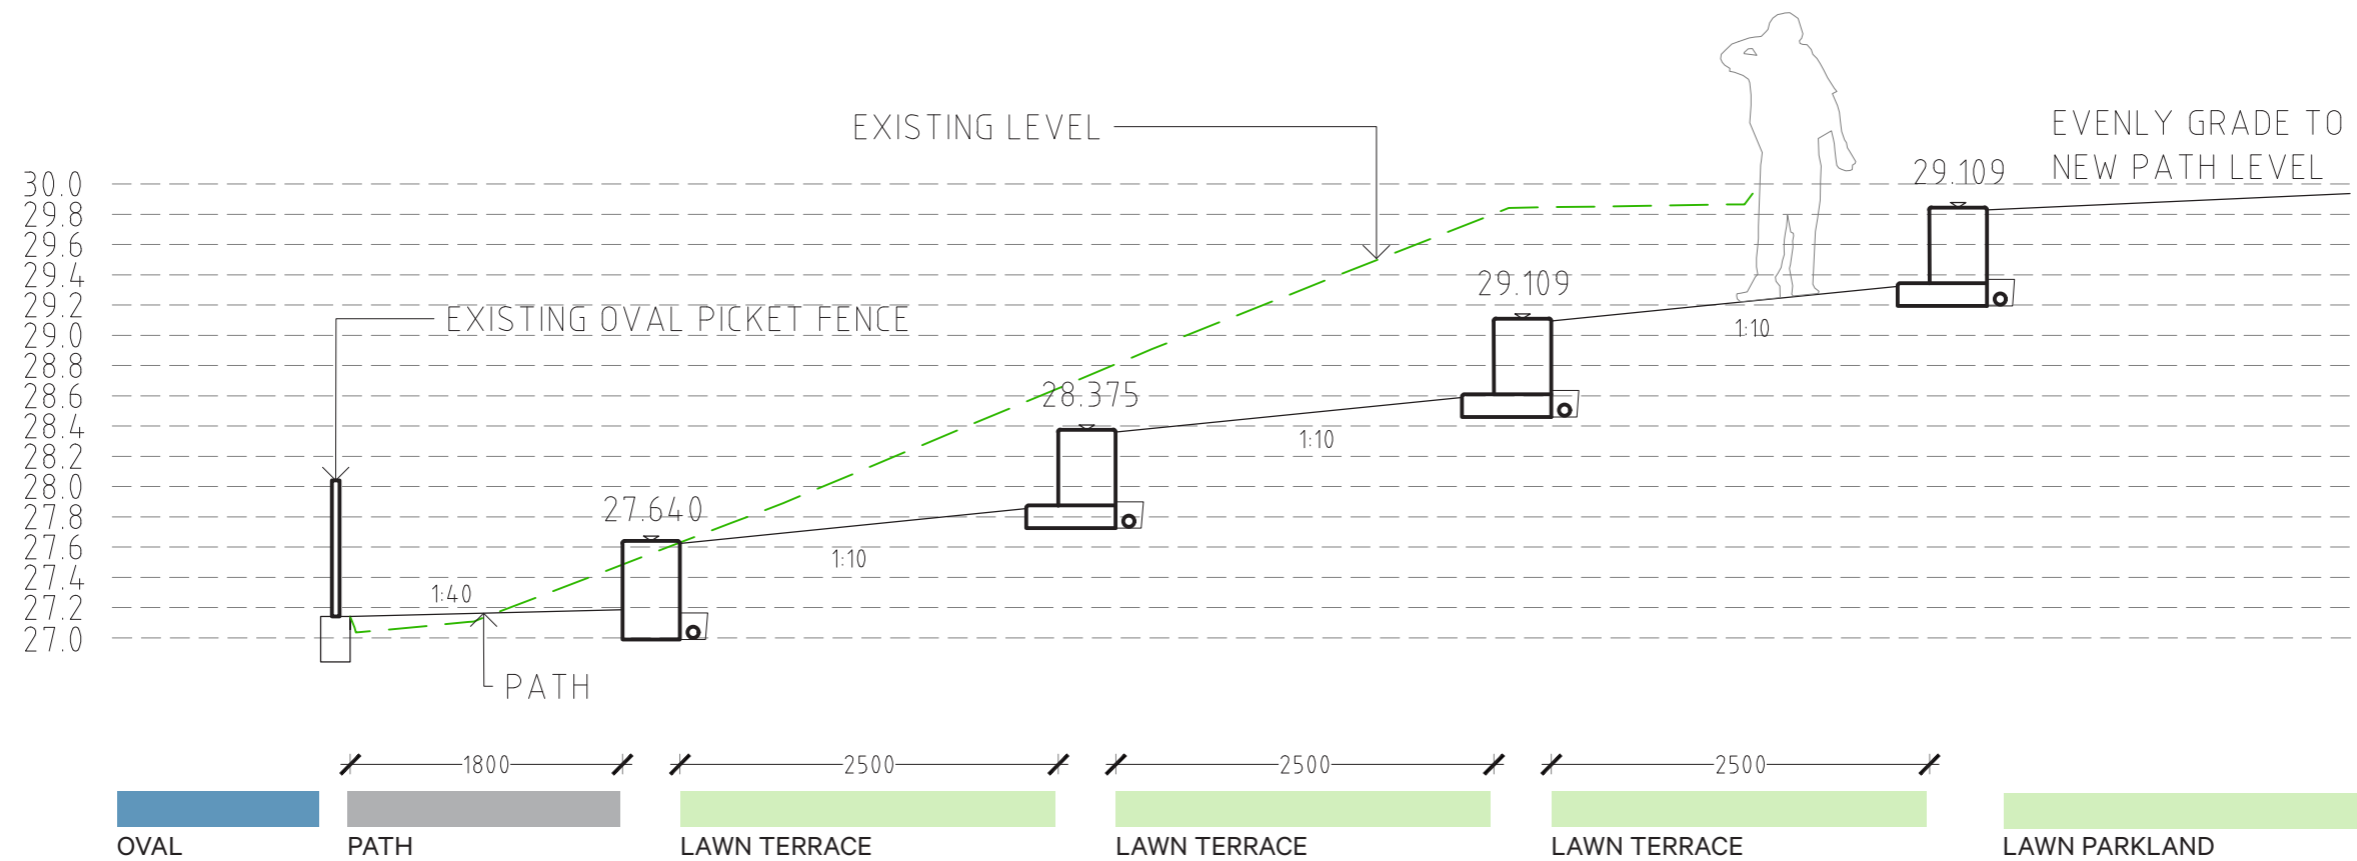 EXISTING LEVEL
EVENLY GRADE TO
NEW PATH LEVEL
29.109
30.0
29.8
29.6
29.4
29.2
29.0
28.8
28.6
28.4
28.2
28.0
27.8
27.6
27.4
27.2
27.0
29.109
EXISTING OVAL PICKET FENCE
1:10
28.375
1:10
27.640
1:10
1:40
PATH
1800
2500
2500
2500
OVAL
PATH
LAWN TERRACE
LAWN TERRACE
LAWN TERRACE
LAWN PARKLAND